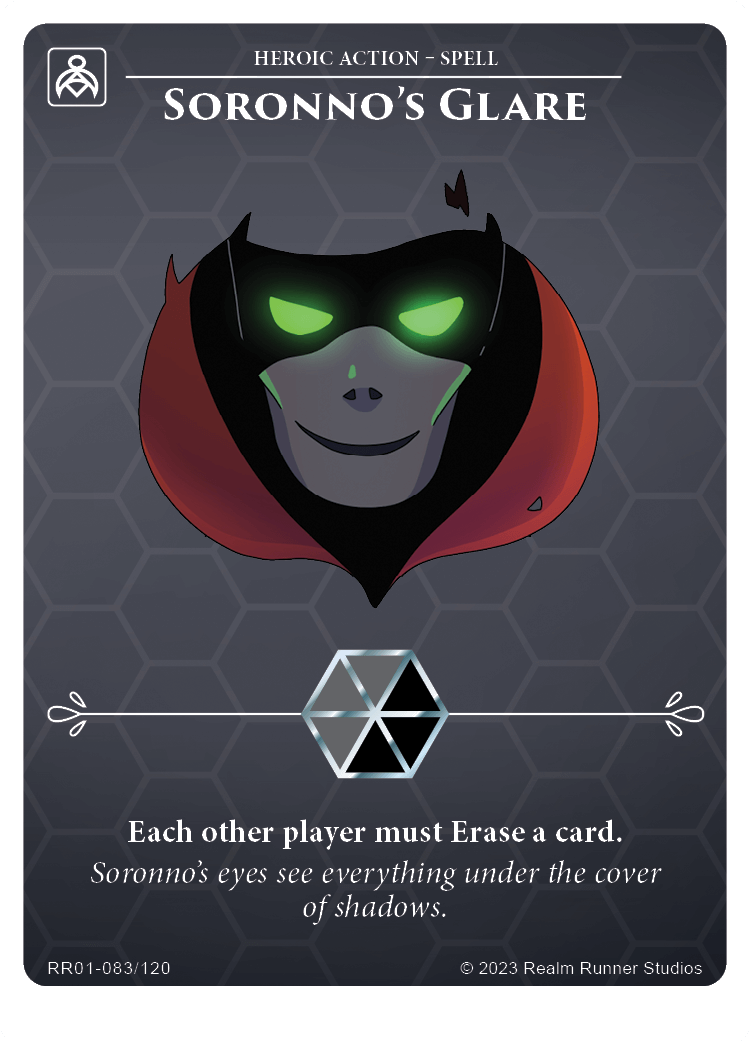 HEROIC ACTION – SPELL
SORONNO'S GLARE
Each other player must Erase a card.
Soronno's eyes see everything under the cover
of shadows.
RR01-083/120
© 2023 Realm Runner Studios